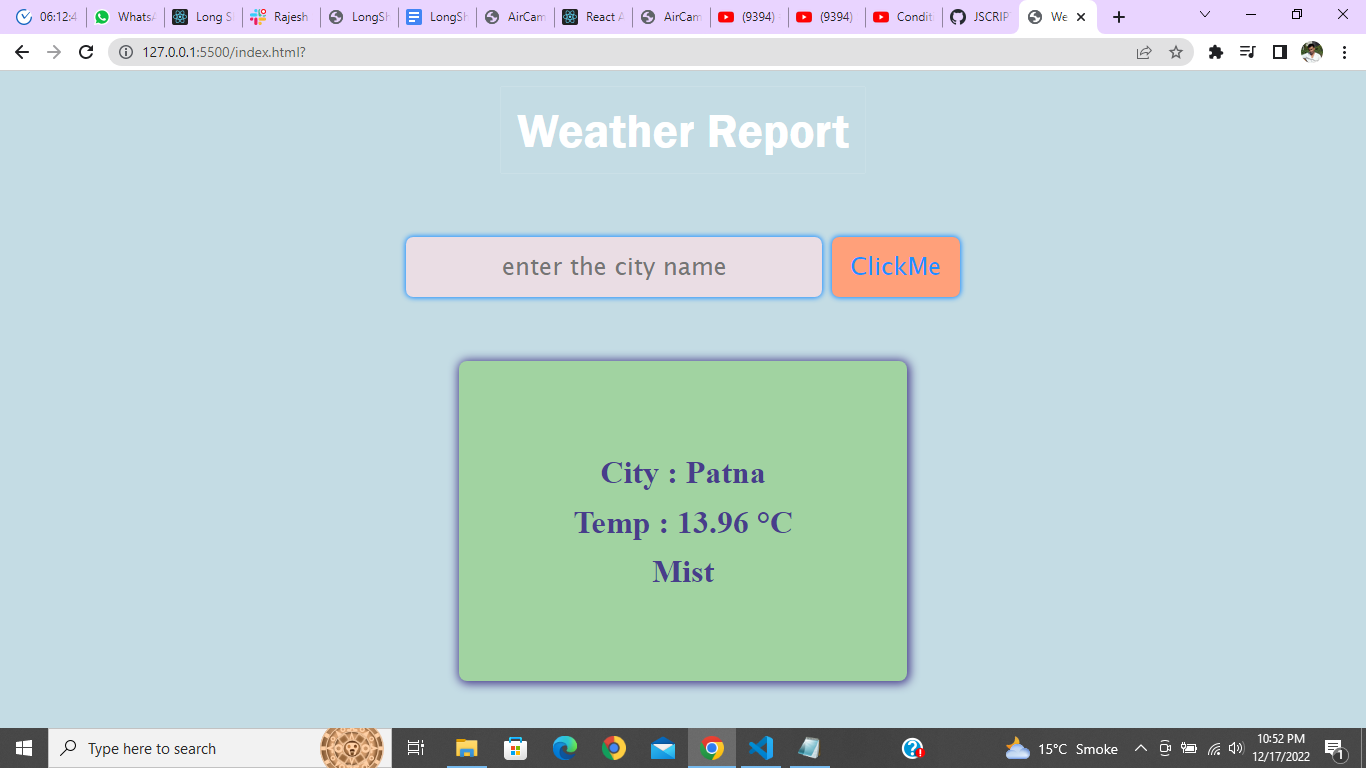 06:12:4
WhatsA
Long S
Rajesh
LongSh
LongSh
AirCam
React A
AirCam
(9394)
(9394)
Condit
JSCRIP
We
127.0.0.1:5500/index.html?
Weather Report
enter the city name
ClickMe
City : Patna
Temp : 13.96 °C
Mist
Type here to search
15°C Smoke
10:52 PM
12/17/2022
1